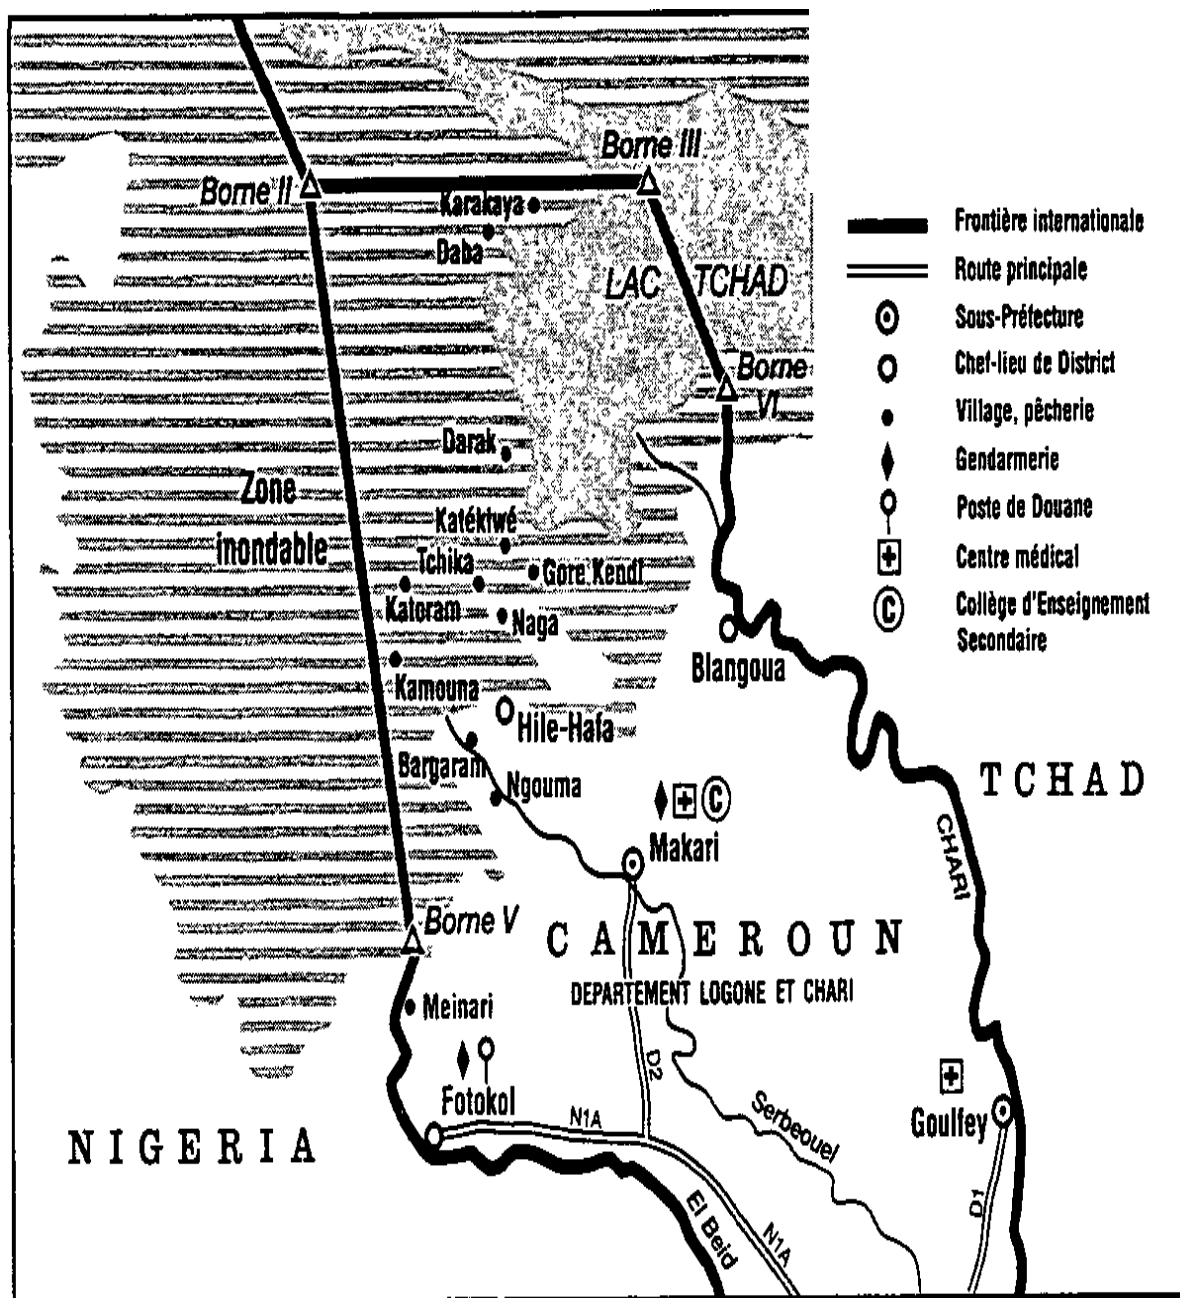 Borne III
Borne II
Karakaya
Daba
LAC TCHAD
Borne
VI
Darak
Zone
inondable
Katékiwé
Tchika
Gore Kendi
Katoram
Naga
Blangoua
Kamouna
Hile-Hafa
Bargaram
Ngouma
TCHAD
Makari
CHARI
Borne V
CAMEROUN
DEPARTEMENT LOGONE ET CHARI
Meinari
D2
Fotokol
N1A
Serbeouel
Goulfey
NIGERIA
El Beid
N1A
D1
Frontière internationale
Route principale
Sous-Préfecture
Chef-lieu de District
Village, pêcherie
Gendarmerie
Poste de Douane
Centre médical
C Collège d'Enseignement
Secondaire
C